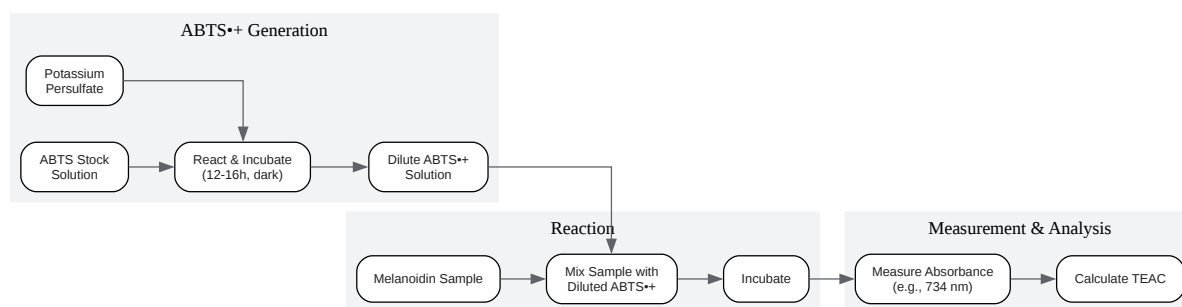 ABTS•+ Generation
Potassium
Persulfate
ABTS Stock
Solution
React & Incubate
(12-16h, dark)
Dilute ABTS•+
Solution
Reaction
Melanoidin Sample
Mix Sample with
Diluted ABTS•+
Incubate
Measurement & Analysis
Measure Absorbance
(e.g., 734 nm)
Calculate TEAC